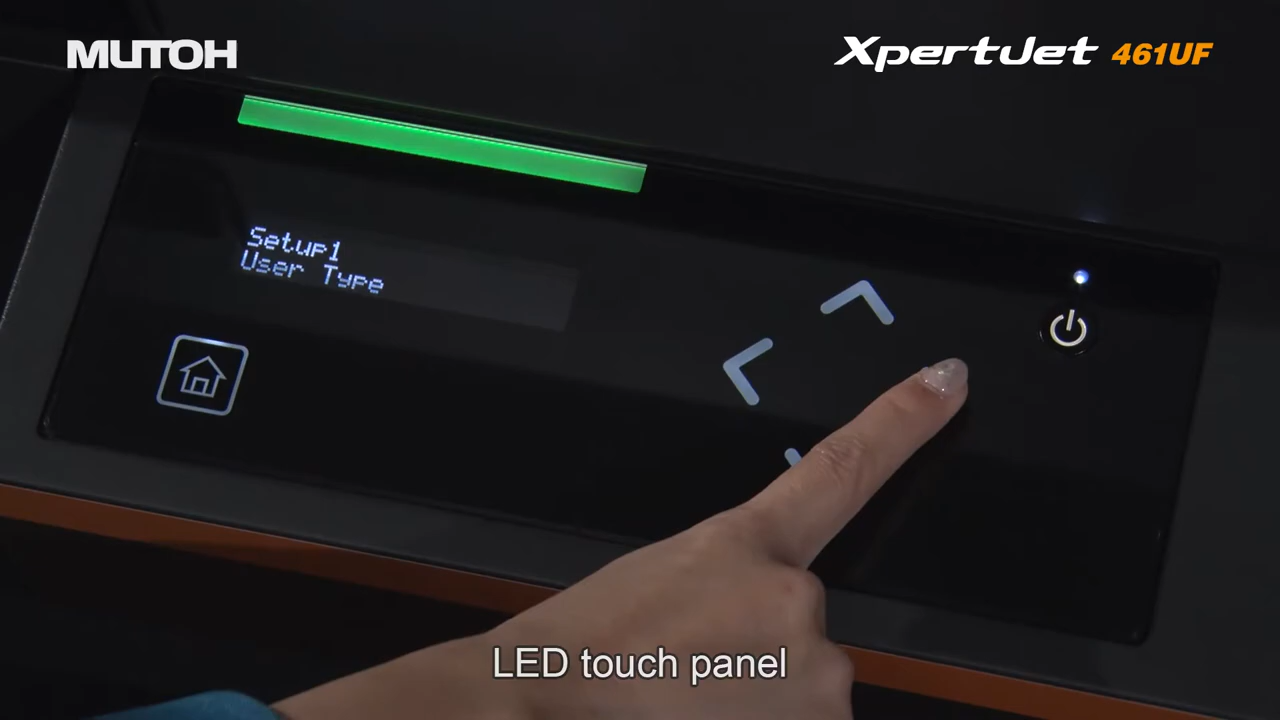 MUTOH
XpertJet 461UF
Setup1
User Type
LED touch panel